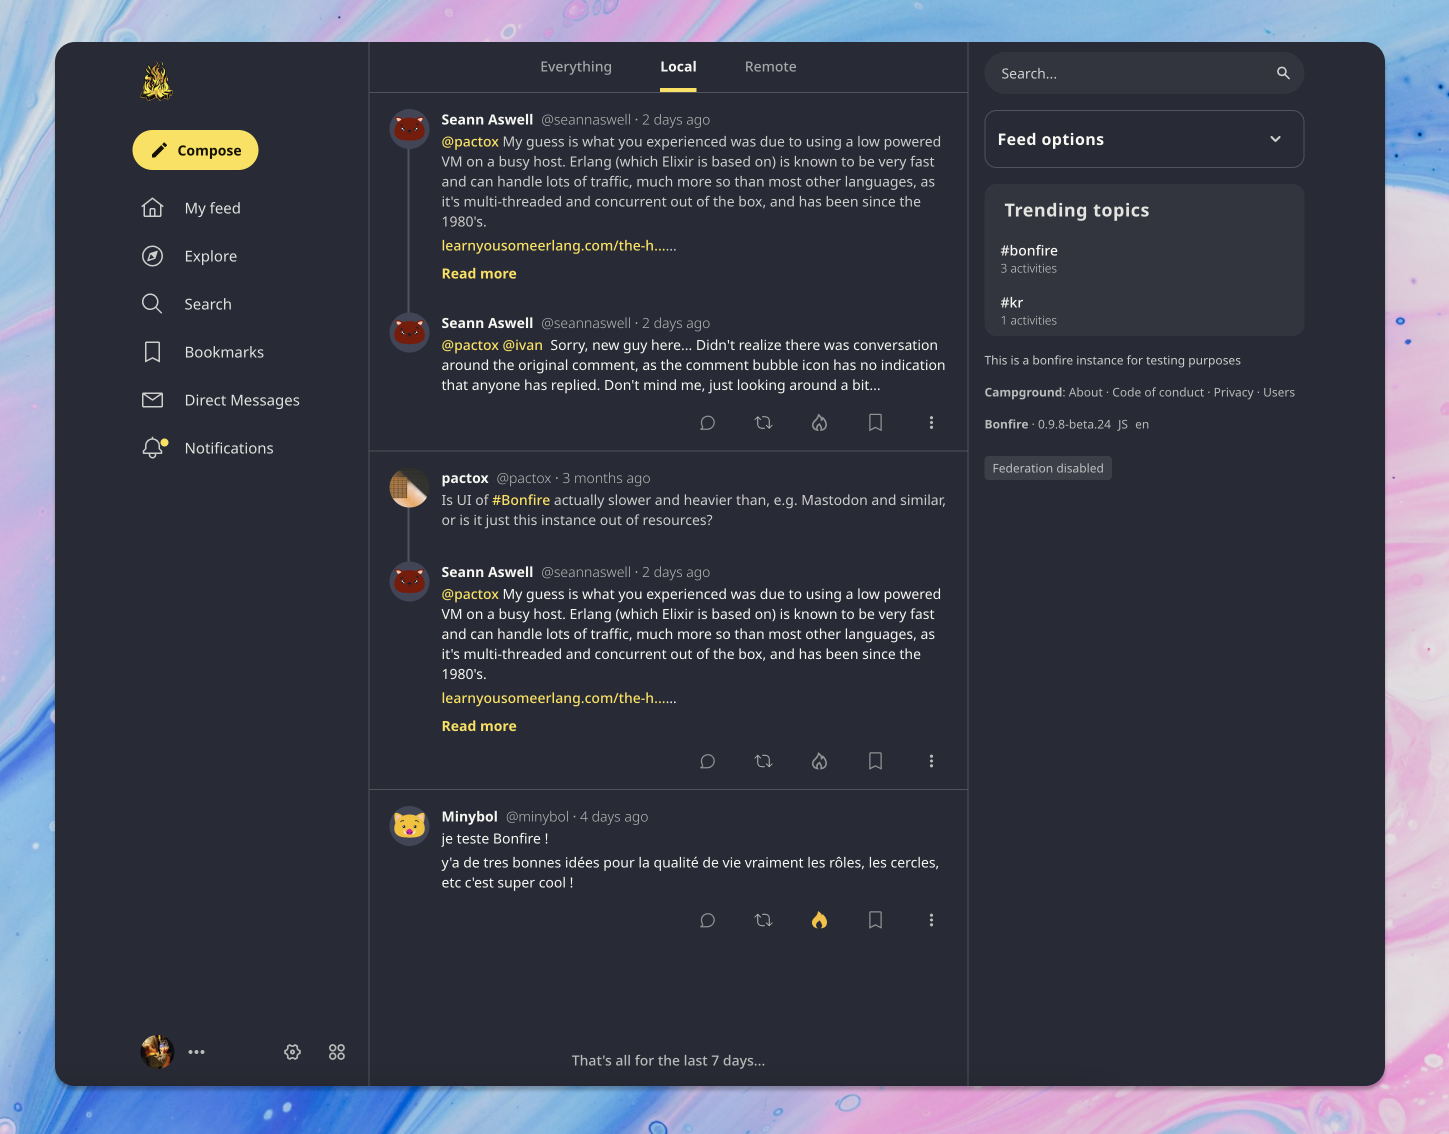 Compose
My feed
Explore
Search
Bookmarks
Direct Messages
Notifications
Everything
Local
Remote
Seann Aswell @seannaswell · 2 days ago
@pactox My guess is what you experienced was due to using a low powered
VM on a busy host. Erlang (which Elixir is based on) is known to be very fast
and can handle lots of traffic, much more so than most other languages, as
it's multi-threaded and concurrent out of the box, and has been since the
1980's.
learnyousomeerlang.com/the-h......
Read more
Seann Aswell @seannaswell · 2 days ago
@pactox @ivan Sorry, new guy here... Didn't realize there was conversation
around the original comment, as the comment bubble icon has no indication
that anyone has replied. Don't mind me, just looking around a bit...
pactox @pactox · 3 months ago
Is UI of #Bonfire actually slower and heavier than, e.g. Mastodon and similar,
or is it just this instance out of resources?
Seann Aswell @seannaswell · 2 days ago
@pactox My guess is what you experienced was due to using a low powered
VM on a busy host. Erlang (which Elixir is based on) is known to be very fast
and can handle lots of traffic, much more so than most other languages, as
it's multi-threaded and concurrent out of the box, and has been since the
1980's.
learnyousomeerlang.com/the-h......
Read more
Minybol @minybol · 4 days ago
je teste Bonfire !
y'a de tres bonnes idées pour la qualité de vie vraiment les rôles, les cercles,
etc c'est super cool !
That's all for the last 7 days...
Search...
Feed options
Trending topics
#bonfire
3 activities
#kr
1 activities
This is a bonfire instance for testing purposes
Campground: About · Code of conduct · Privacy · Users
Bonfire · 0.9.8-beta.24 JS en
Federation disabled